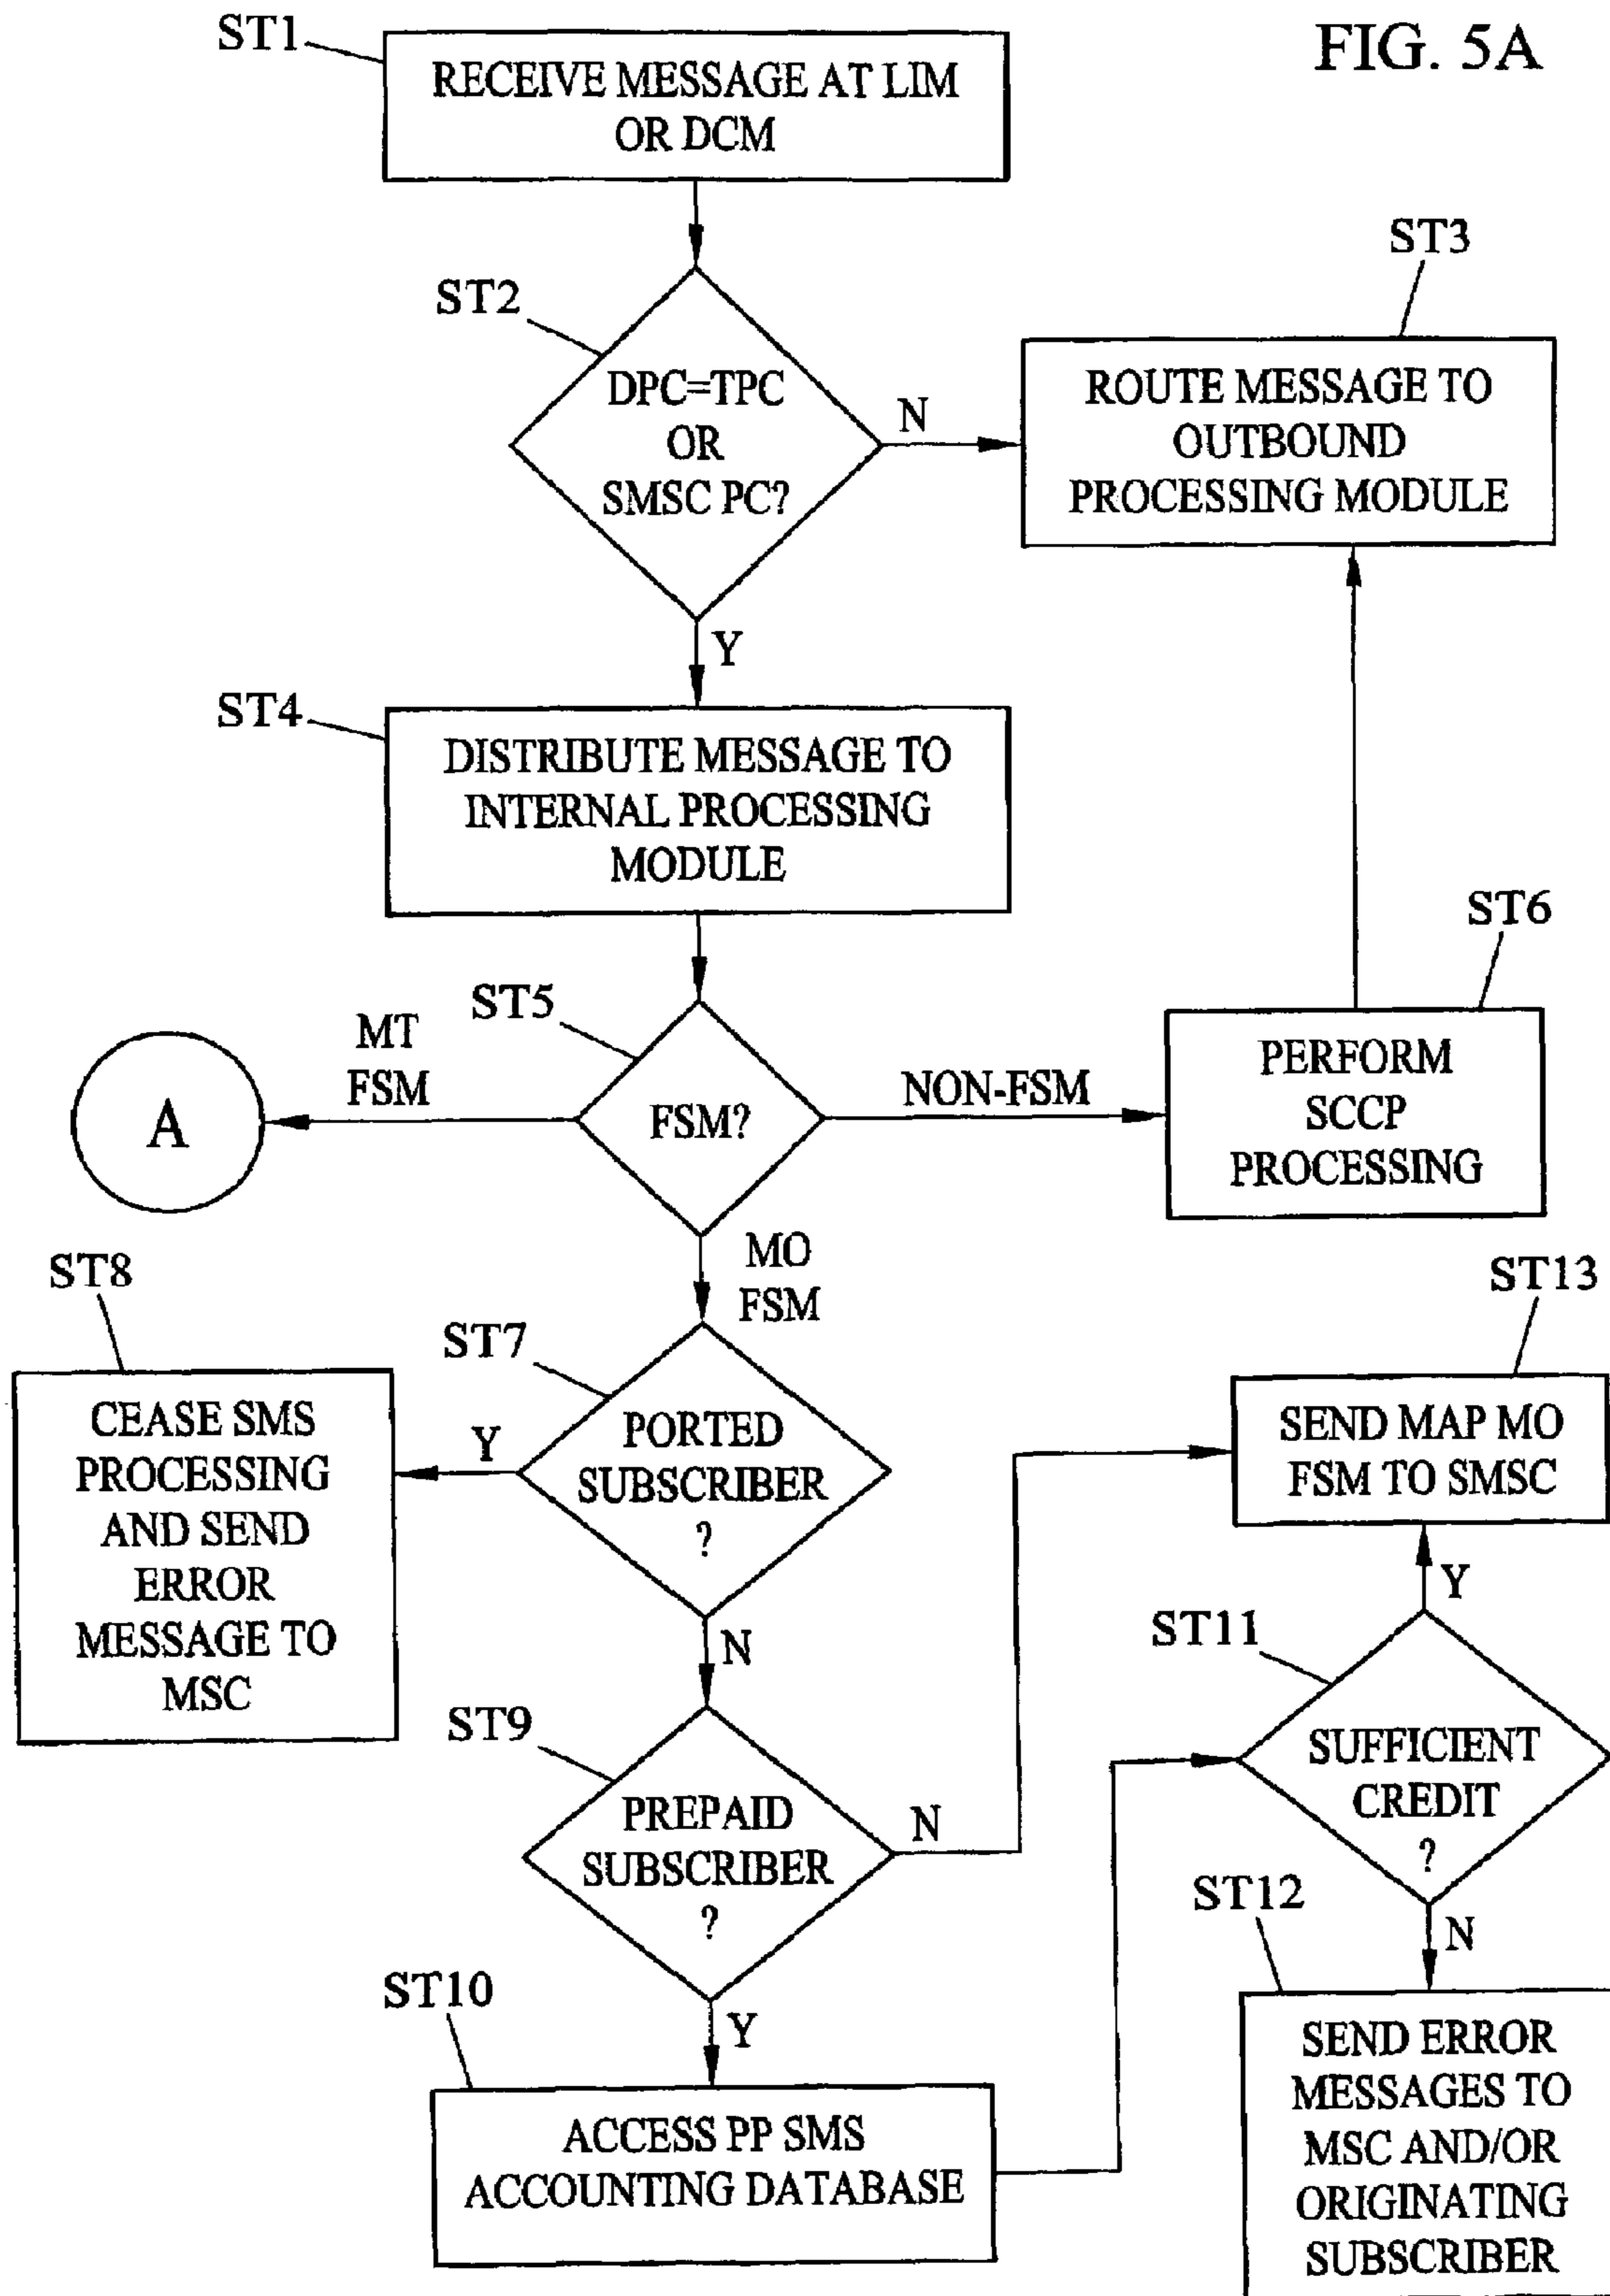 FIG. 5A
ST1
RECEIVE MESSAGE AT LIM
OR DCM
ST2
DPC=TPC
OR
SMSC PC?
N
Y
ST3
ROUTE MESSAGE TO
OUTBOUND
PROCESSING MODULE
ST4
DISTRIBUTE MESSAGE TO
INTERNAL PROCESSING
MODULE
ST5
FSM?
MT
FSM
A
NON-FSM
ST6
PERFORM
SCCP
PROCESSING
MO
FSM
ST7
PORTED
SUBSCRIBER
?
Y
N
ST8
CEASE SMS
PROCESSING
AND SEND
ERROR
MESSAGE TO
MSC
ST9
PREPAID
SUBSCRIBER
?
N
Y
ST10
ACCESS PP SMS
ACCOUNTING DATABASE
ST13
SEND MAP MO
FSM TO SMSC
Y
ST11
SUFFICIENT
CREDIT
?
N
ST12
SEND ERROR
MESSAGES TO
MSC AND/OR
ORIGINATING
SUBSCRIBER